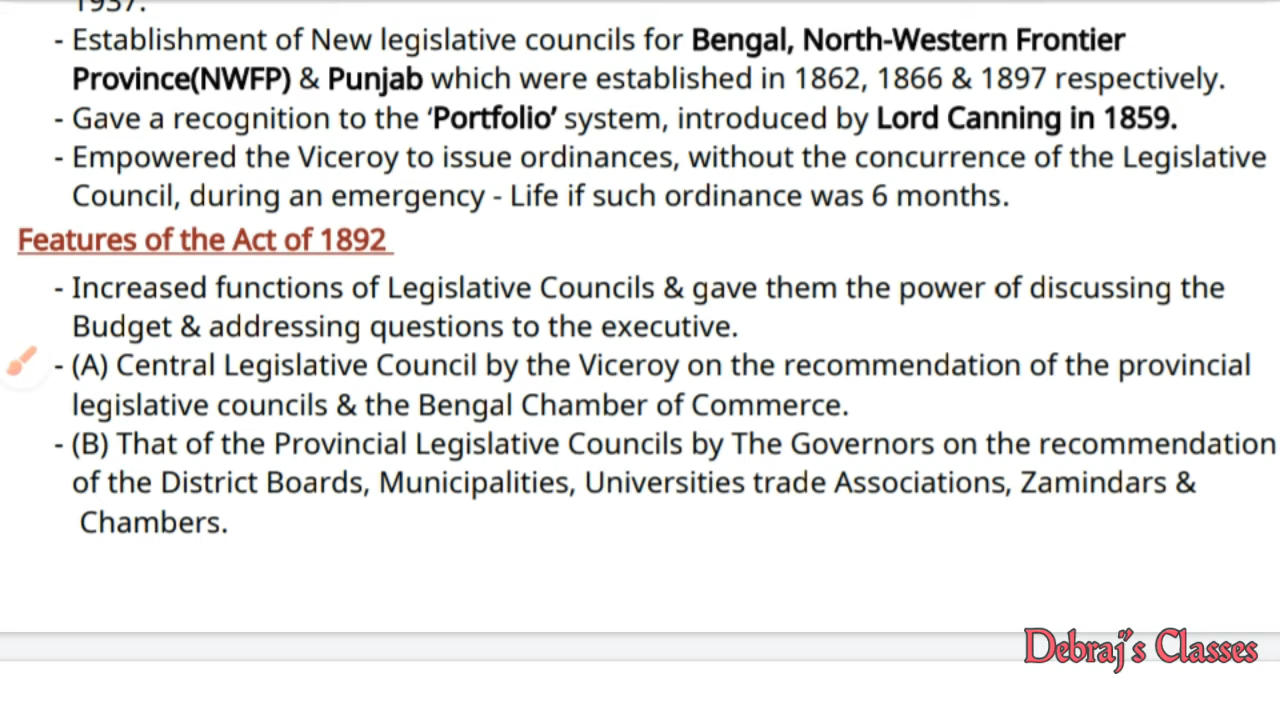 1937.
- Establishment of New legislative councils for Bengal, North-Western Frontier
Province(NWFP) & Punjab which were established in 1862, 1866 & 1897 respectively.
- Gave a recognition to the ‘Portfolio’ system, introduced by Lord Canning in 1859.
- Empowered the Viceroy to issue ordinances, without the concurrence of the Legislative
Council, during an emergency - Life if such ordinance was 6 months.
Features of the Act of 1892
- Increased functions of Legislative Councils & gave them the power of discussing the
Budget & addressing questions to the executive.
- (A) Central Legislative Council by the Viceroy on the recommendation of the provincial
legislative councils & the Bengal Chamber of Commerce.
- (B) That of the Provincial Legislative Councils by The Governors on the recommendation
of the District Boards, Municipalities, Universities trade Associations, Zamindars &
Chambers.
Debraj's Classes